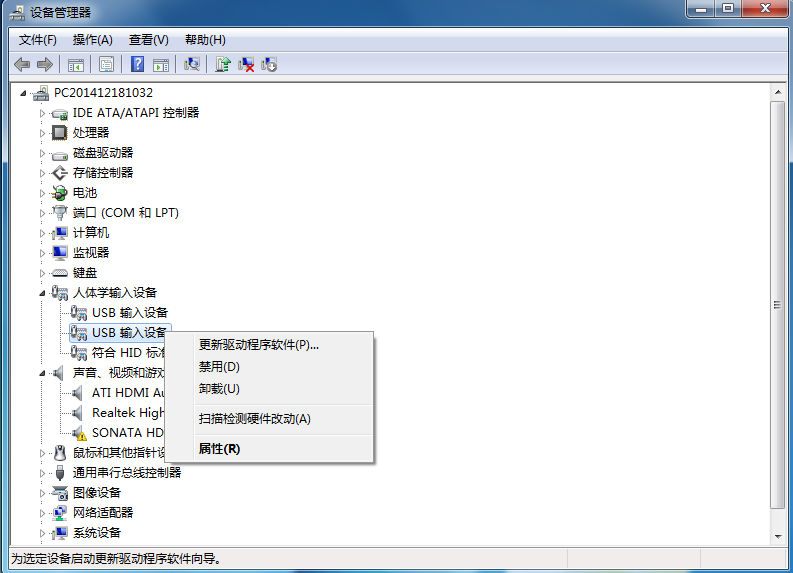 设备管理器
文件(F) 操作(A) 查看(V) 帮助(H)
PC201412181032
IDE ATA/ATAPI 控制器
处理器
磁盘驱动器
存储控制器
电池
端口 (COM 和 LPT)
计算机
监视器
键盘
人体学输入设备
USB 输入设备
USB 输入设备
符合 HID 标准
声音、视频和游戏
ATI HDMI Au
Realtek High
SONATA HD
鼠标和其他指针设
通用串行总线控制器
图像设备
网络适配器
系统设备
更新驱动程序软件(P)...
禁用(D)
卸载(U)
扫描检测硬件改动(A)
属性(R)
为选定设备启动更新驱动程序软件向导。